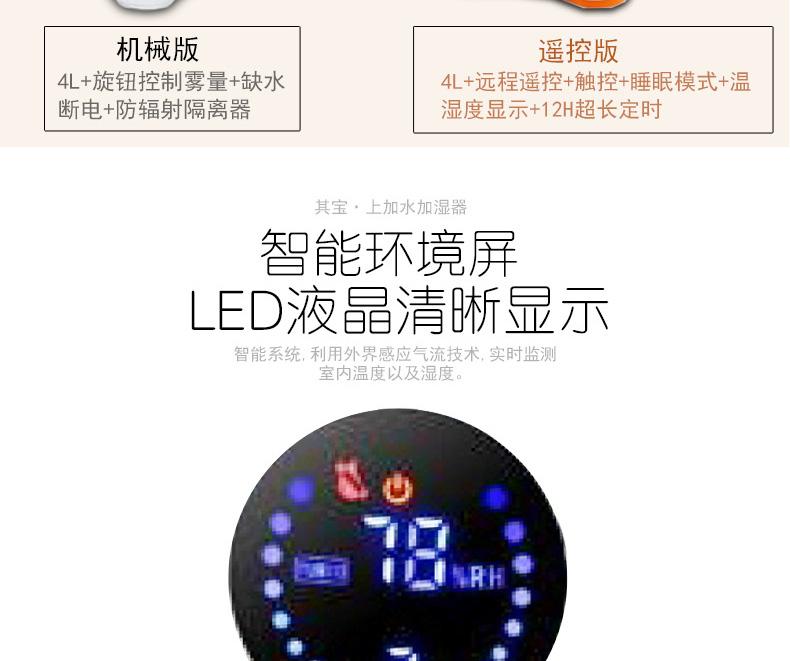 机械版
4L+旋钮控制雾量+缺水
断电+防辐射隔离器
遥控版
4L+远程遥控+触控+睡眠模式+温
湿度显示+12H超长定时
其宝·上加水加湿器
智能环境屏
LED液晶清晰显示
智能系统,利用外界感应气流技术,实时监测
室内温度以及湿度。
78
%RH